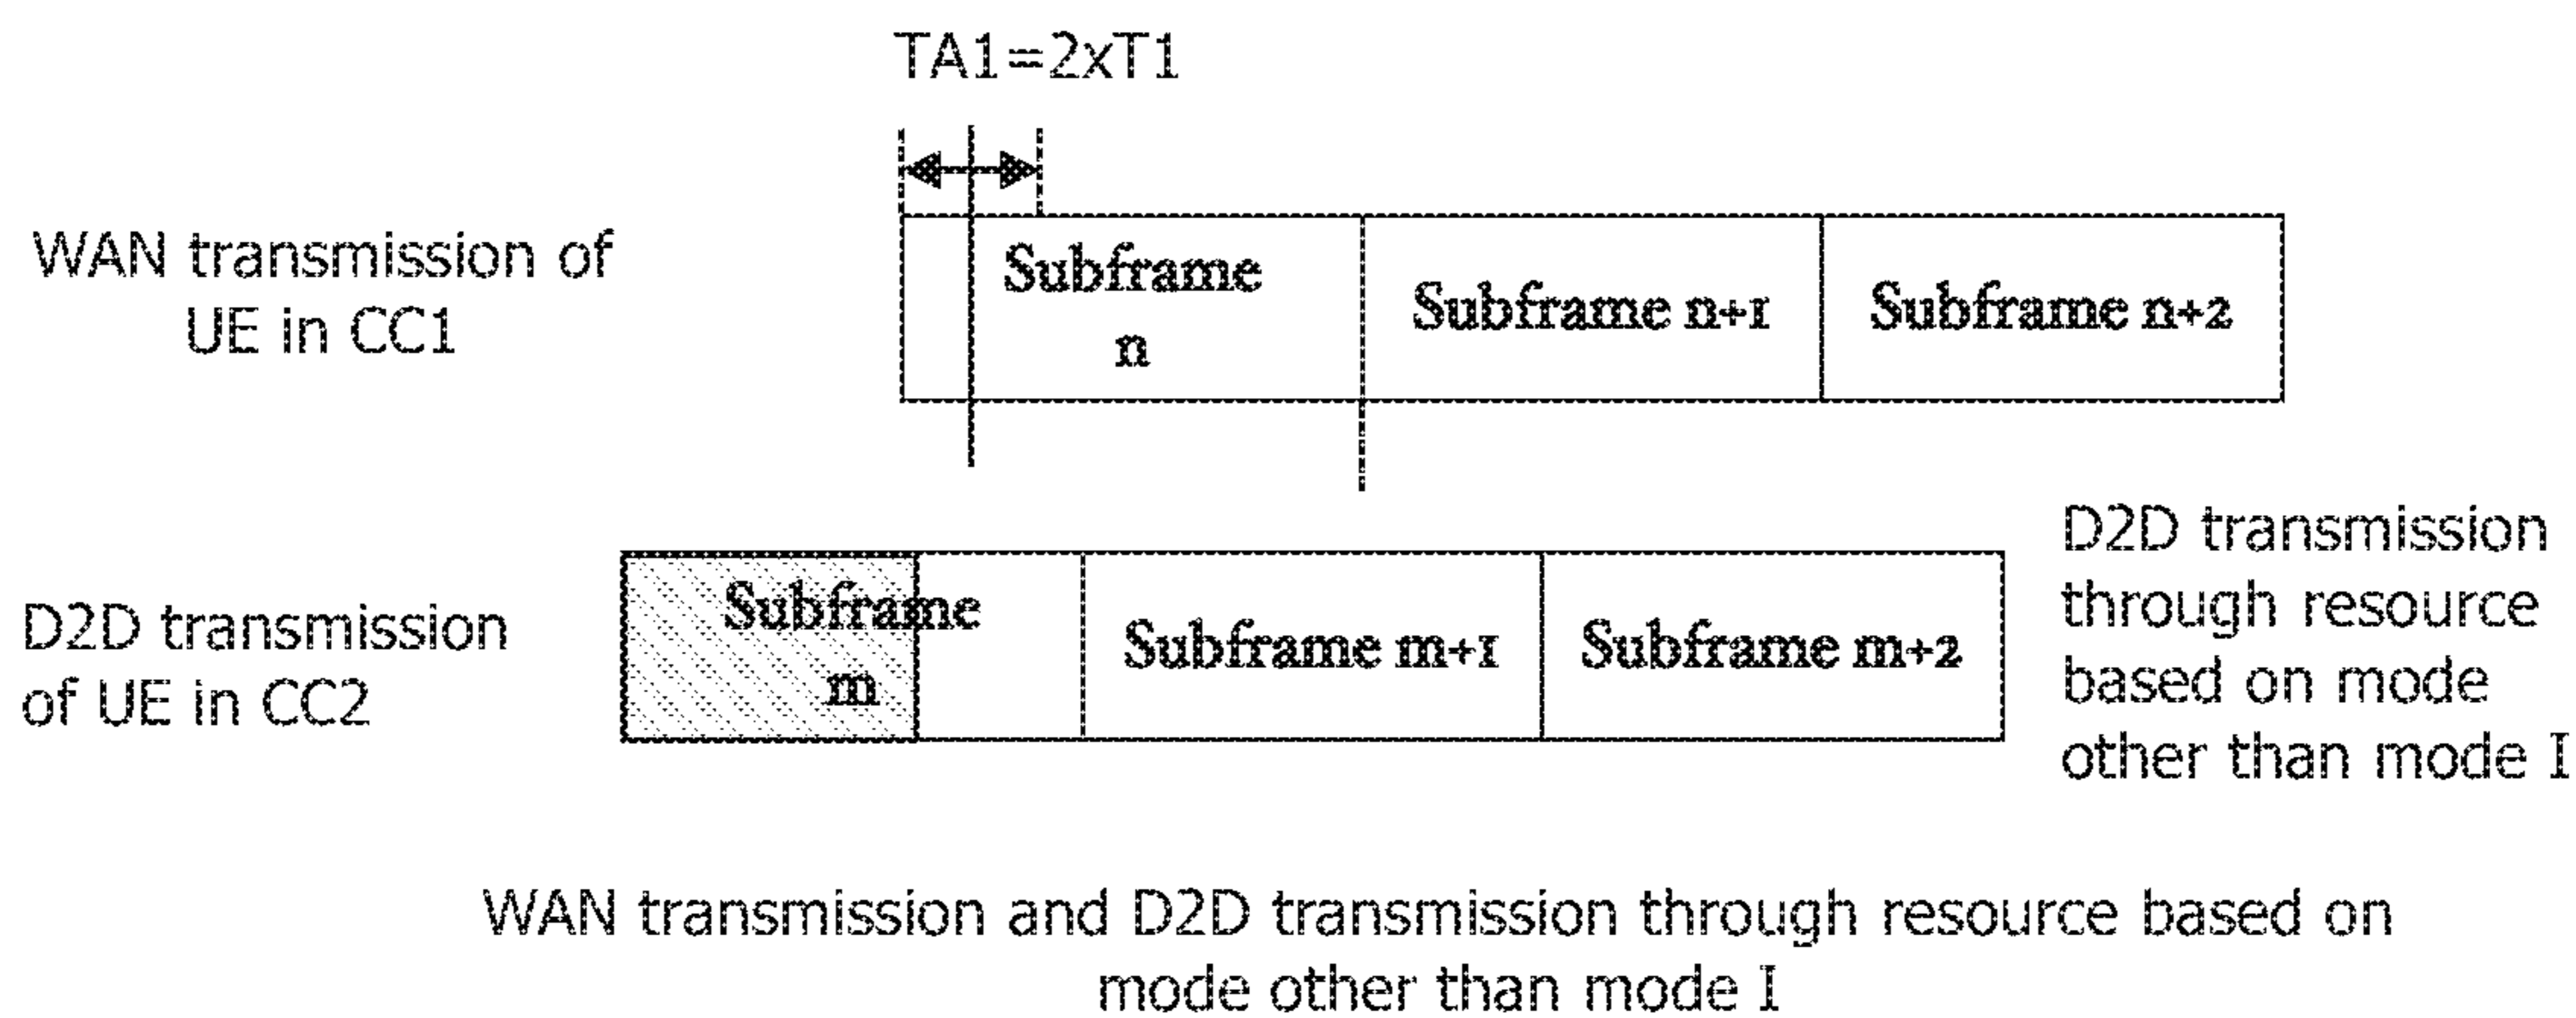 TA1=2xT1
WAN transmission of
UE in CC1
Subframe
n
Subframe n+1
Subframe n+2
D2D transmission
of UE in CC2
Subframe
m
Subframe m+1
Subframe m+2
D2D transmission
through resource
based on mode
other than mode I
WAN transmission and D2D transmission through resource based on
mode other than mode I